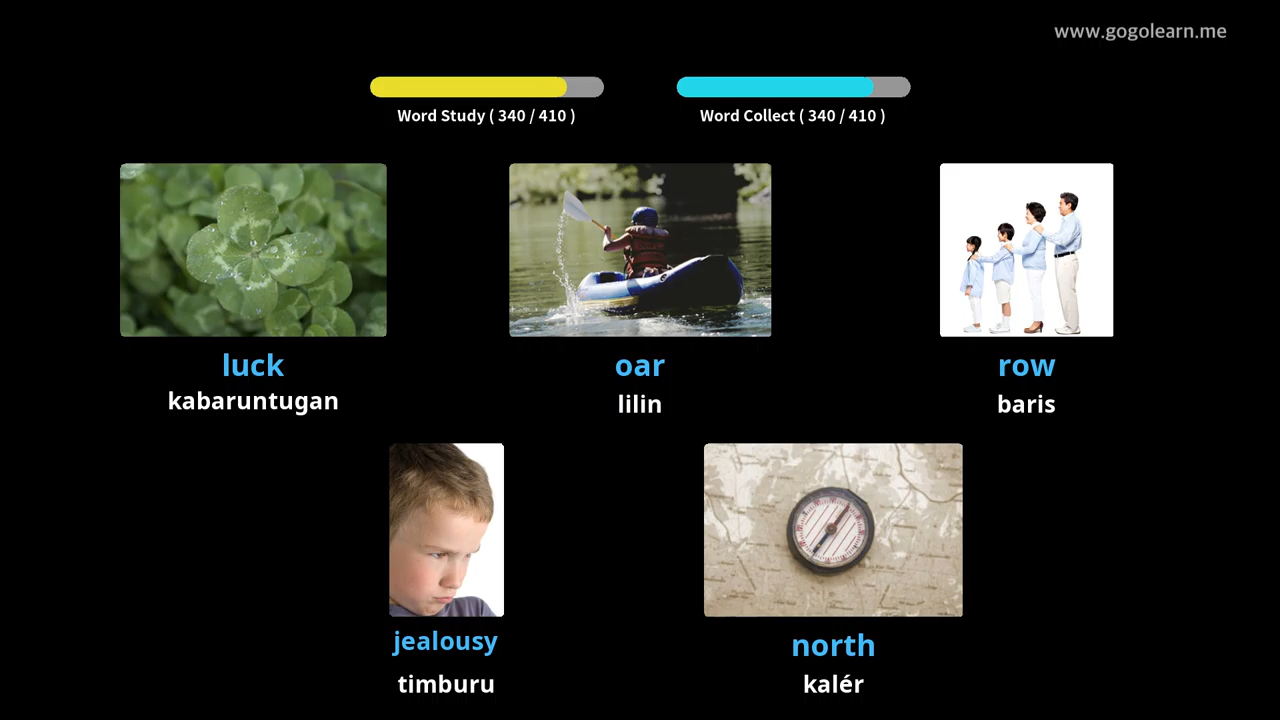 www.gogolearn.me
Word Study ( 340 / 410 )
Word Collect ( 340 / 410 )
luck
kabaruntugan
oar
lilin
row
baris
jealousy
timburu
north
kalér